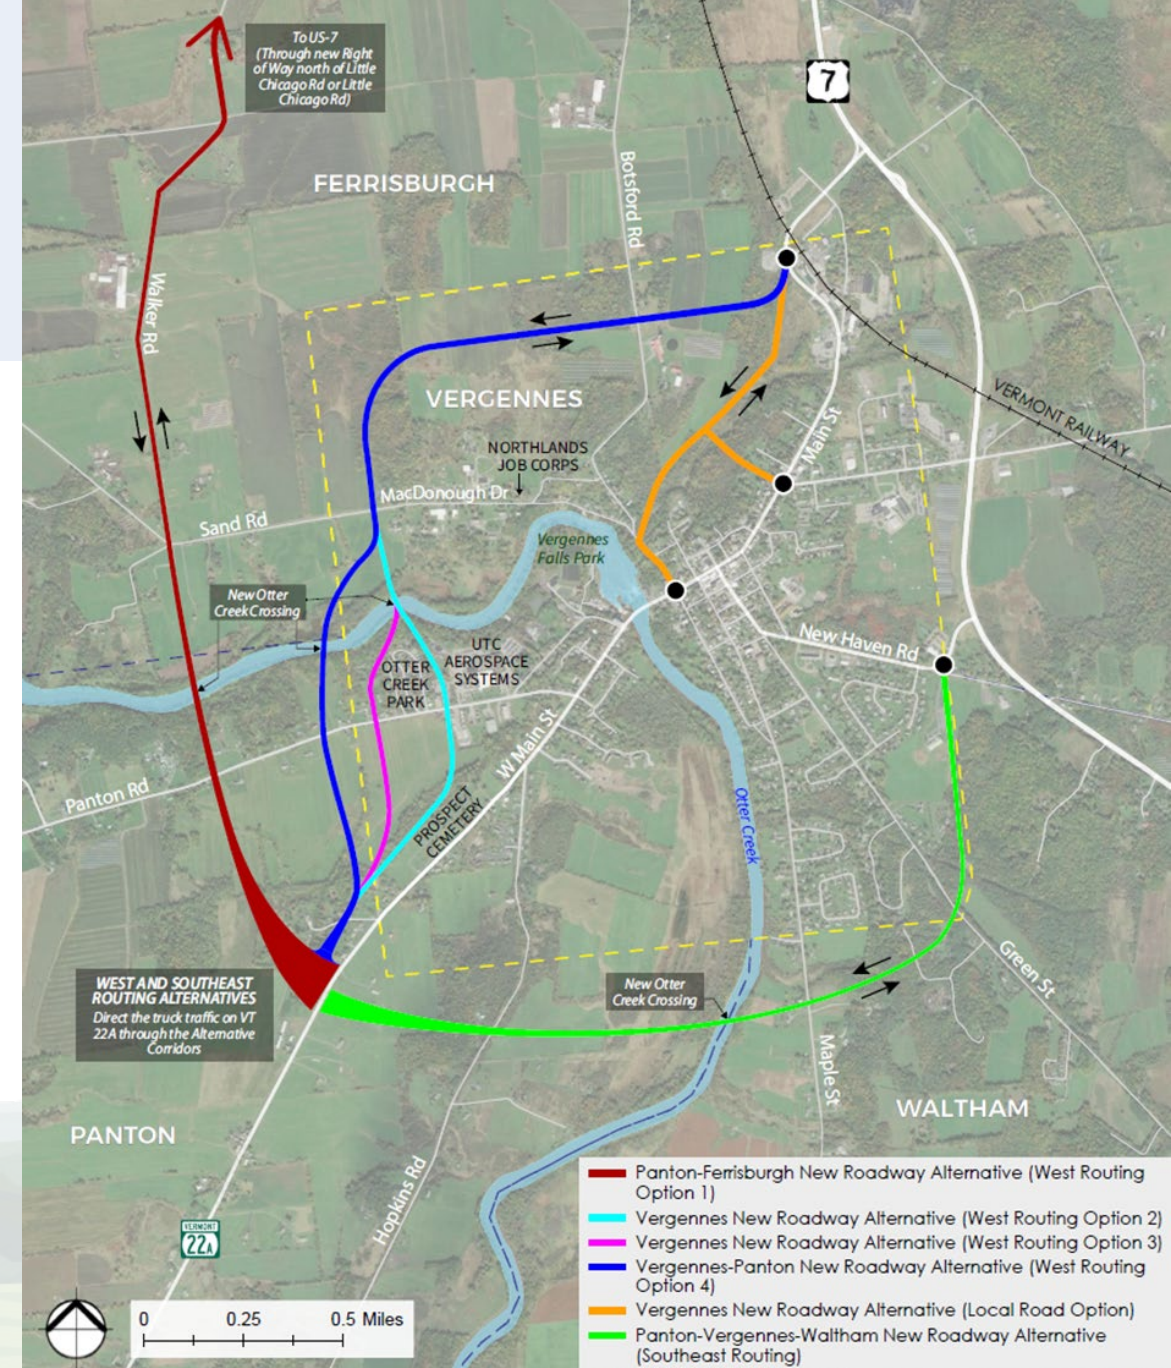 To US-7
(Through new Right
of Way north of Little
Chicago Rd or Little
Chicago Rd)
7
FERRISBURGH
Botsford Rd
Walker Rd
VERGENNES
VERMONT RAILWAY
Main St
NORTHLANDS
JOB CORPS
MacDonough Dr
Sand Rd
Vergennes
Falls Park
New Otter
Creek Crossing
New Haven Rd
UTC
AEROSPACE
SYSTEMS
OTTER
CREEK
PARK
W Main St
Panton Rd
PROSPECT
CEMETERY
Otter Creek
Green St
WEST AND SOUTHEAST
ROUTING ALTERNATIVES
Direct the truck traffic on VT
22A through the Alternative
Corridors
New Otter
Creek Crossing
Maple St
WALTHAM
PANTON
Hopkins Rd
VERMONT
22A
0 0.25 0.5 Miles
Panton-Ferrisburgh New Roadway Alternative (West Routing
Option 1)
Vergennes New Roadway Alternative (West Routing Option 2)
Vergennes New Roadway Alternative (West Routing Option 3)
Vergennes-Panton New Roadway Alternative (West Routing
Option 4)
Vergennes New Roadway Alternative (Local Road Option)
Panton-Vergennes-Waltham New Roadway Alternative
(Southeast Routing)